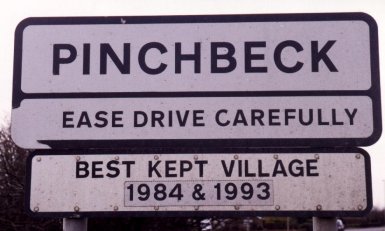 PINCHBECK
EASE DRIVE CAREFULLY
BEST KEPT VILLAGE
1984 & 1993